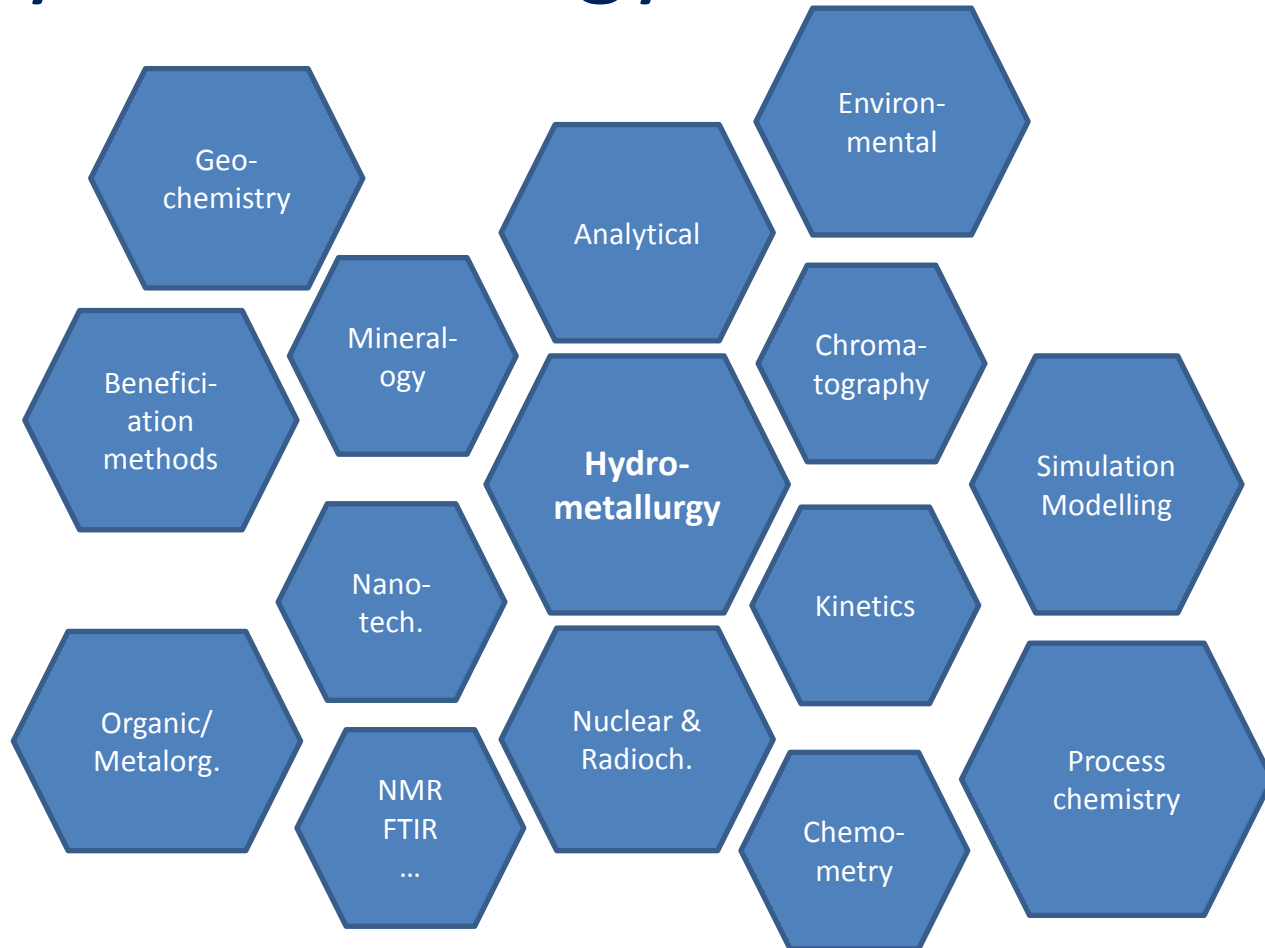 Environ-
mental
Geo-
chemistry
Analytical
Mineral-
ogy
Chroma-
tography
Benefici-
ation
methods
Hydro-
metallurgy
Simulation
Modelling
Nano-
tech.
Kinetics
Organic/
Metalorg.
Nuclear &
Radioch.
NMR
FTIR
...
Process
chemistry
Chemo-
metry